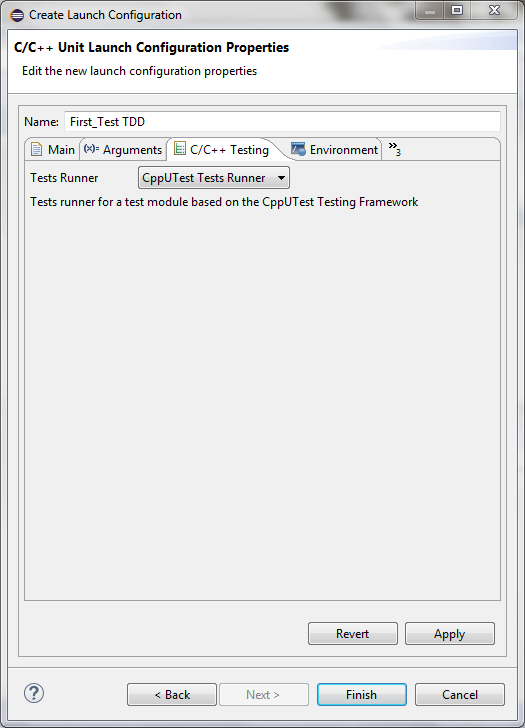 Create Launch Configuration
C/C++ Unit Launch Configuration Properties
Edit the new launch configuration properties
Name: First_Test TDD
Main (x)= Arguments C/C++ Testing Environment »3
Tests Runner CppUTest Tests Runner
Tests runner for a test module based on the CppUTest Testing Framework
Revert Apply
? < Back Next > Finish Cancel